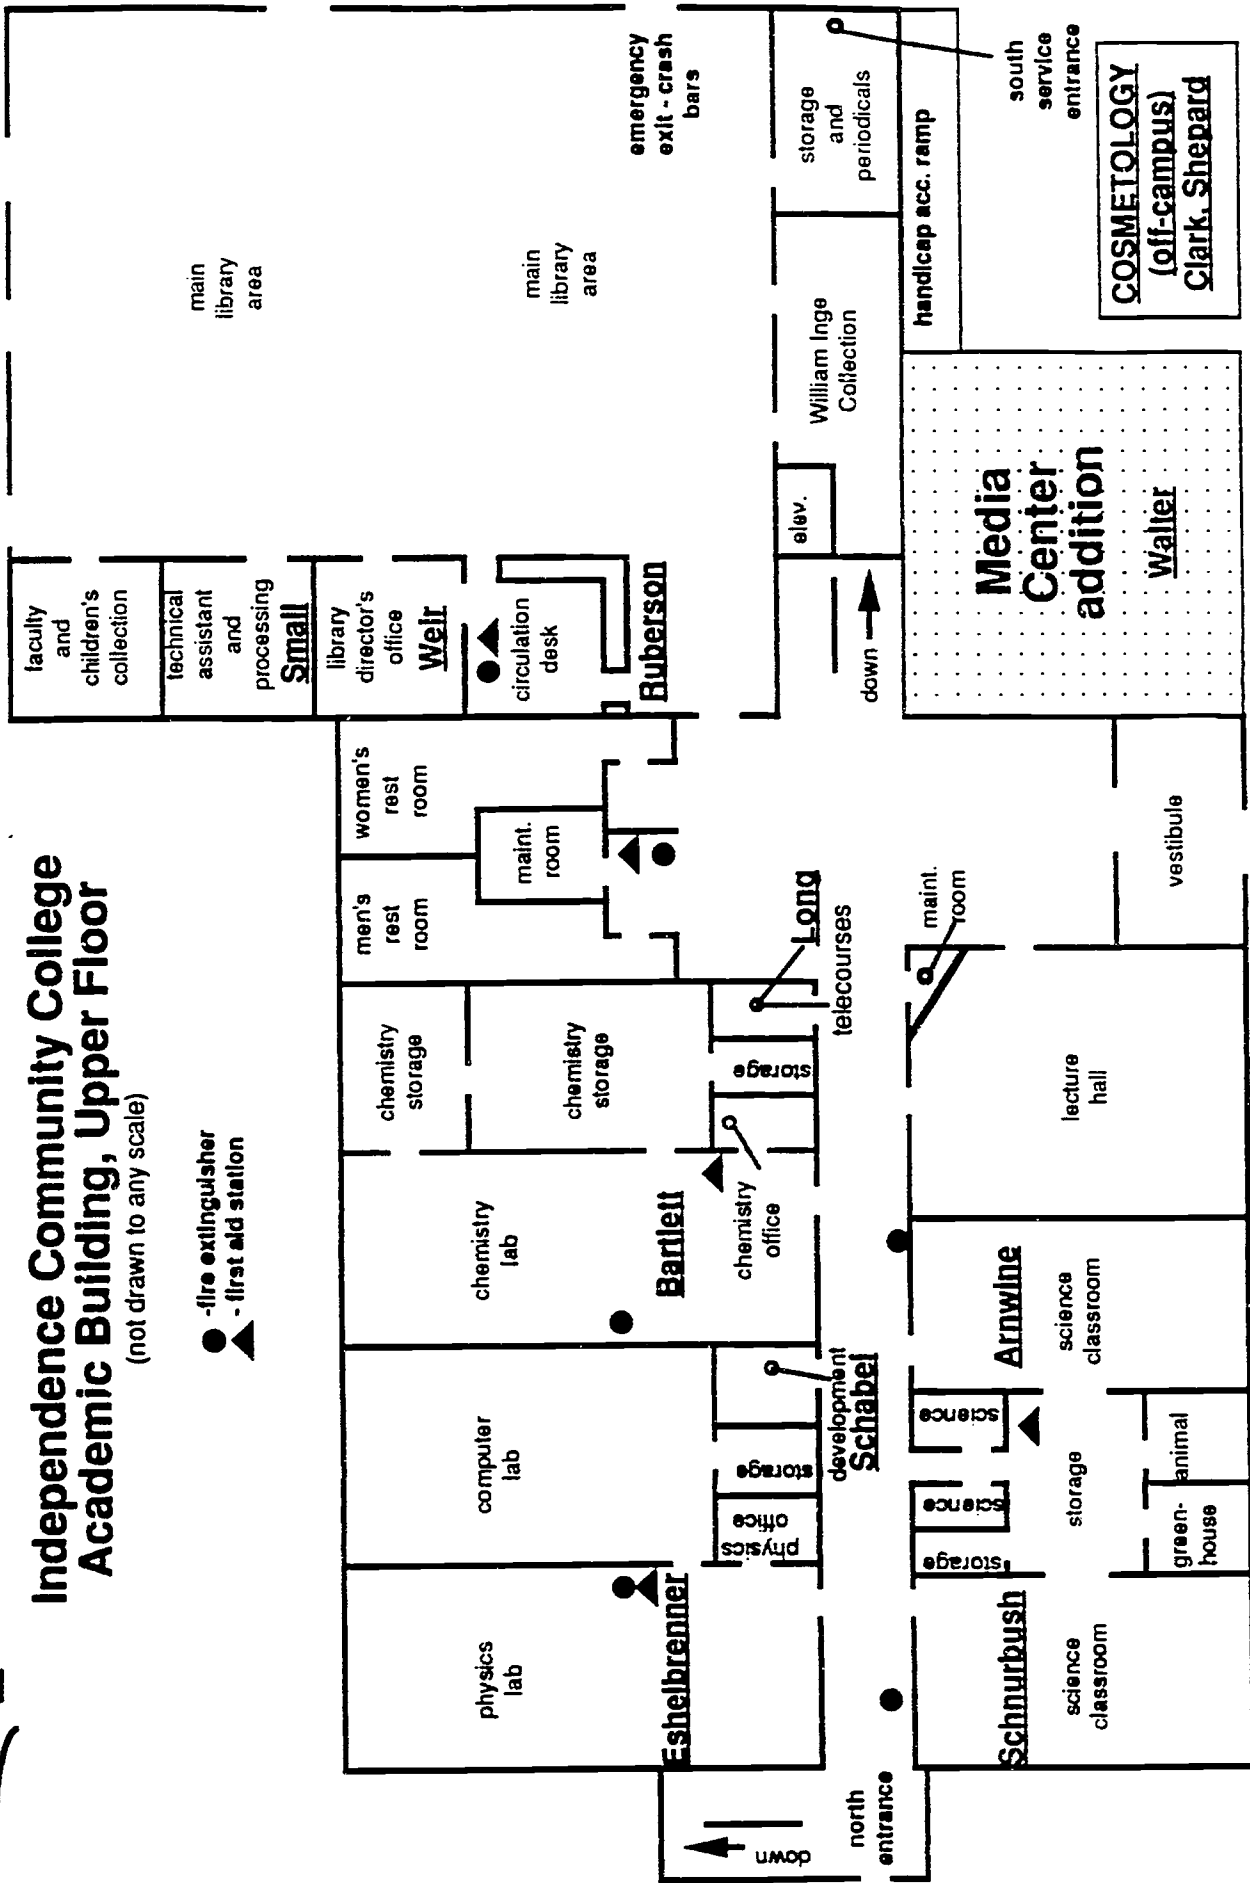 Independence Community College
Academic Building, Upper Floor
(not drawn to any scale)
-fire extinguisher
- first aid station
physics
lab
Eshelbrenner
computer
lab
physics
office
storage
development
Schabel
chemistry
lab
Bartlett
chemistry
office
chemistry
storage
chemistry
storage
storage
Long
telecourses
men's
rest
room
women's
rest
room
maint.
room
north
entrance
down
Schnurbush
science
classroom
storage
science
science
storage
green-
house
animal
Arnwine
science
classroom
lecture
hall
maint.
room
vestibule
faculty
and
children's
collection
technical
assistant
and
processing
Small
library
director's
office
Weir
circulation
desk
Ruberson
main
library
area
main
library
area
emergency
exit - crash
bars
down
elev.
William Inge
Collection
storage
and
periodicals
handicap acc. ramp
south
service
entrance
Media
Center
addition
Walter
COSMETOLOGY
(off-campus)
Clark, Shepard